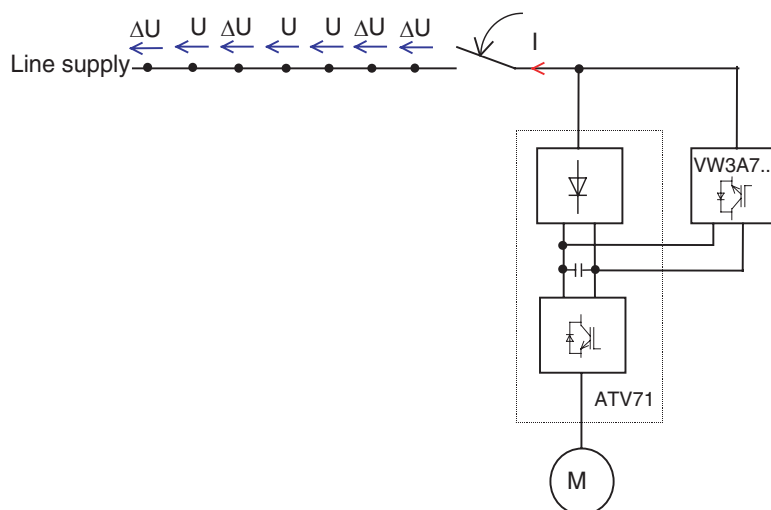 ΔU U ΔU U U ΔU ΔU I
Line supply
VW3A7..
ATV71
M